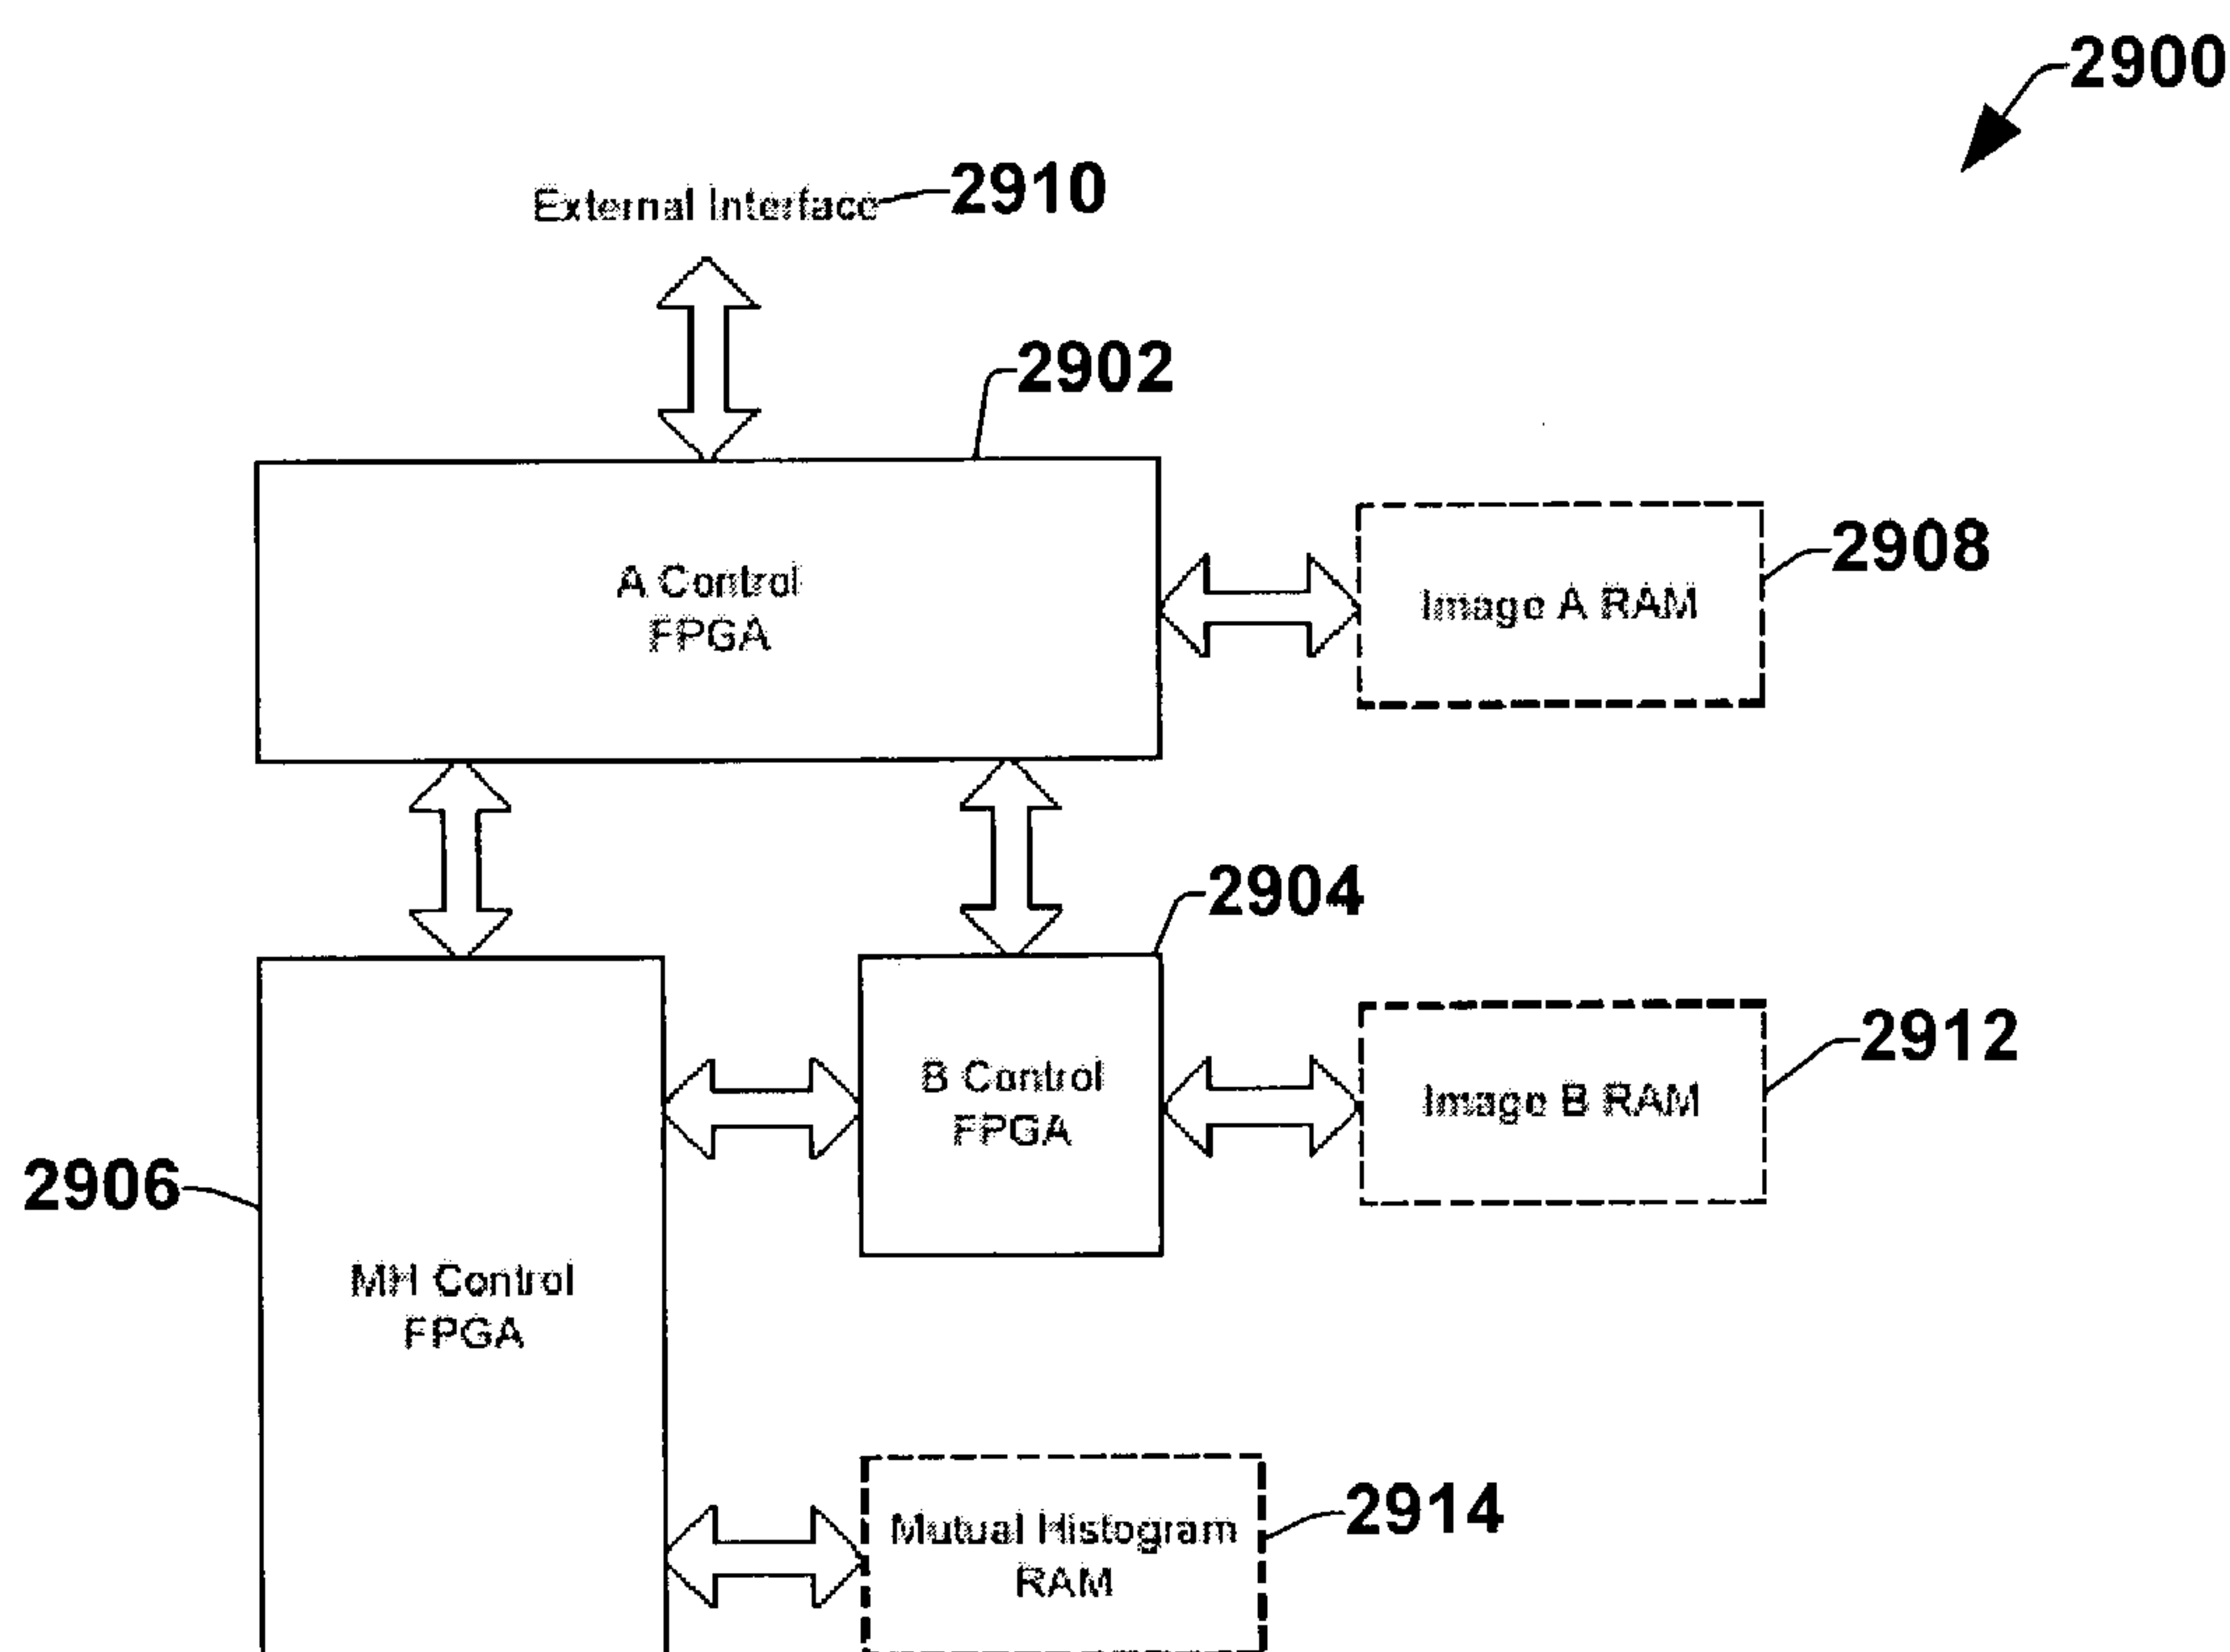 2900
External Interface 2910
2902
A Control
FPGA
2908
Image A RAM
2904
B Control
FPGA
2912
Image B RAM
2906
MH Control
FPGA
2914
Mutual Histogram
RAM